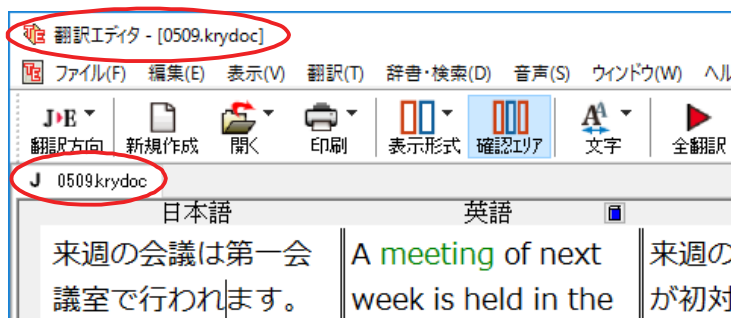 翻訳エディタ - [0509.krydoc]
ファイル(F) 編集(E) 表示(V) 翻訳(T) 辞書・検索(D) 音声(S) ウィンドウ(W) ヘル
J▸E
翻訳方向 新規作成 開く 印刷 表示形式 確認エリア 文字 全翻訳
J 0509.krydoc
日本語 英語
来週の会議は第一会 A meeting of next 来週の
議室で行われます。 week is held in the が初対